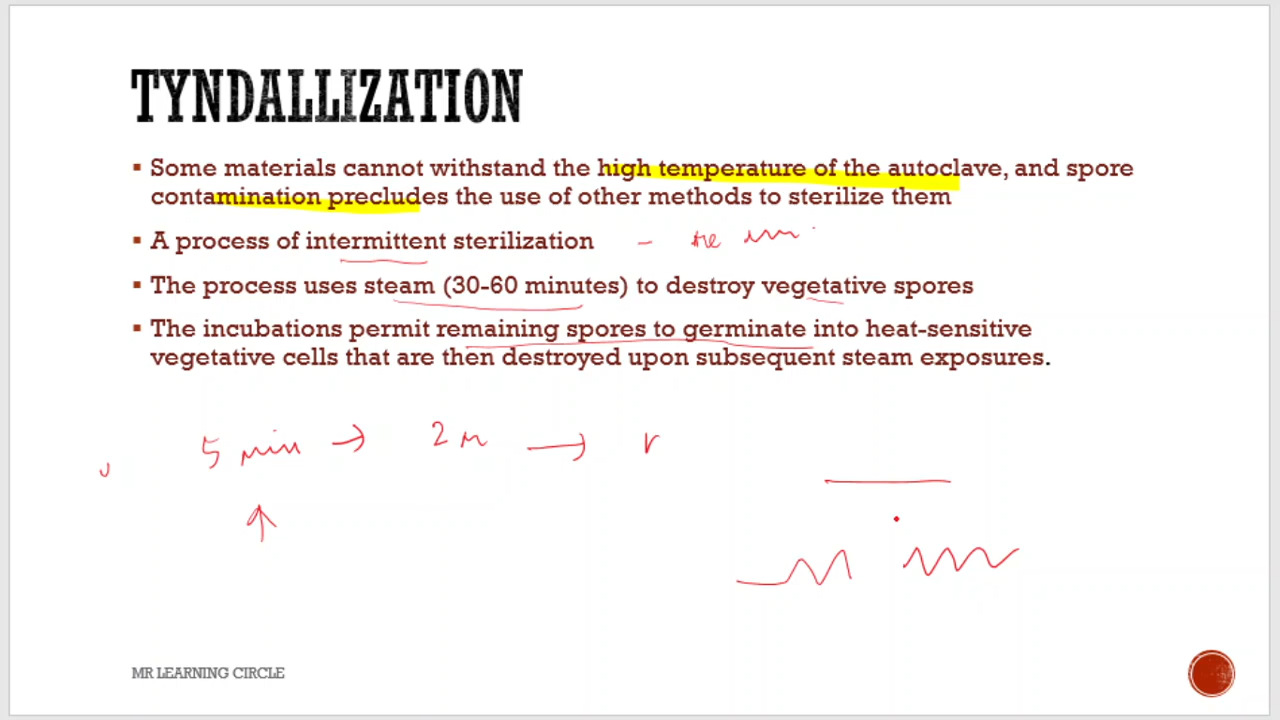 TYNDALLIZATION
Some materials cannot withstand the high temperature of the autoclave, and spore
contamination precludes the use of other methods to sterilize them
A process of intermittent sterilization -
The process uses steam (30-60 minutes) to destroy vegetative spores
The incubations permit remaining spores to germinate into heat-sensitive
vegetative cells that are then destroyed upon subsequent steam exposures.
5 min → 2 →
MR LEARNING CIRCLE